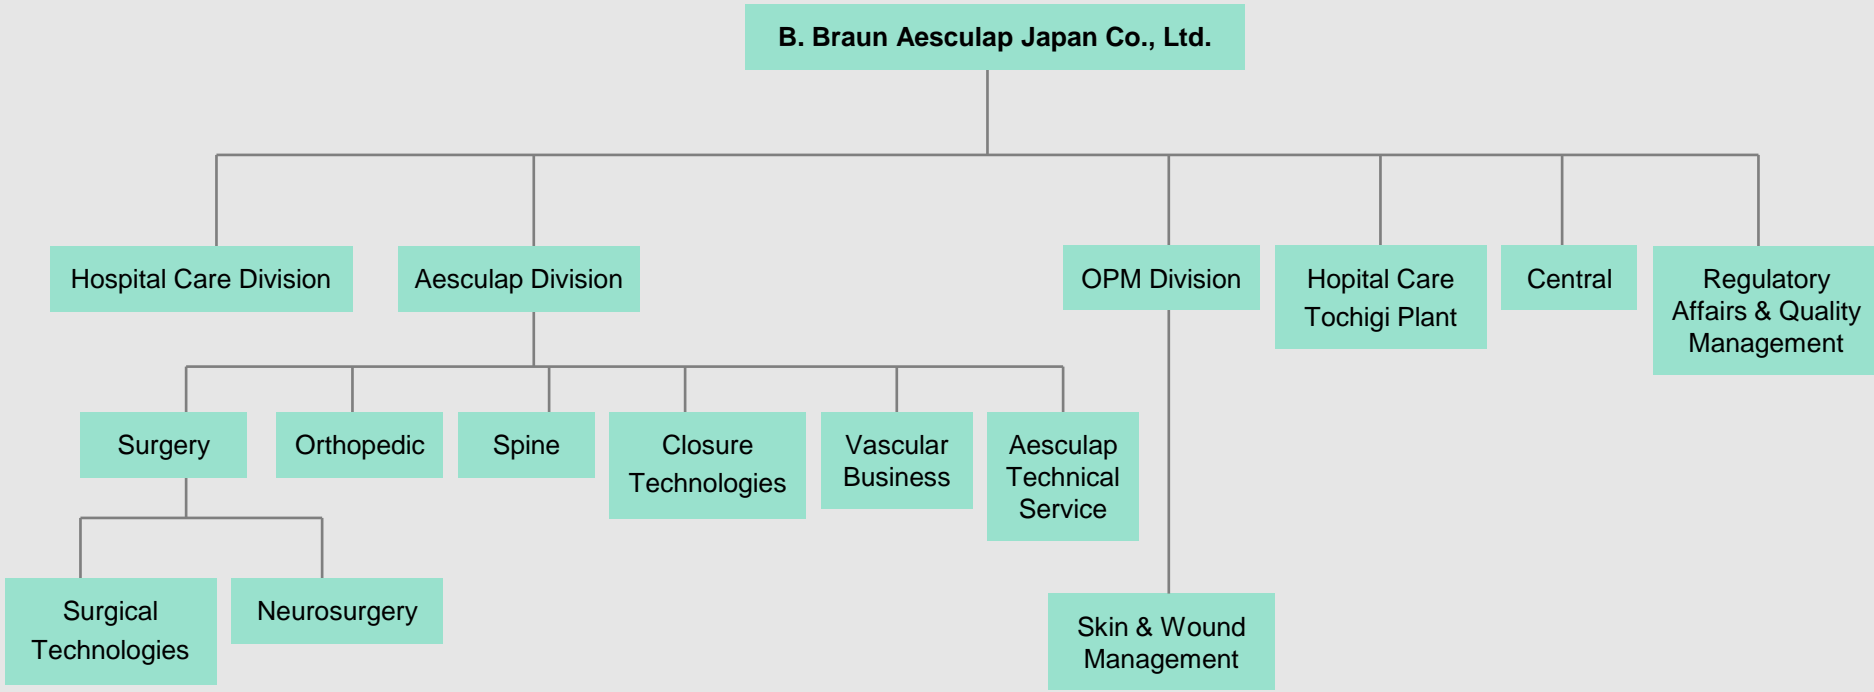 B. Braun Aesculap Japan Co., Ltd.
Hospital Care Division
Aesculap Division
OPM Division
Hopital Care
Tochigi Plant
Central
Regulatory
Affairs & Quality
Management
Surgery
Orthopedic
Spine
Closure
Technologies
Vascular
Business
Aesculap
Technical
Service
Surgical
Technologies
Neurosurgery
Skin & Wound
Management